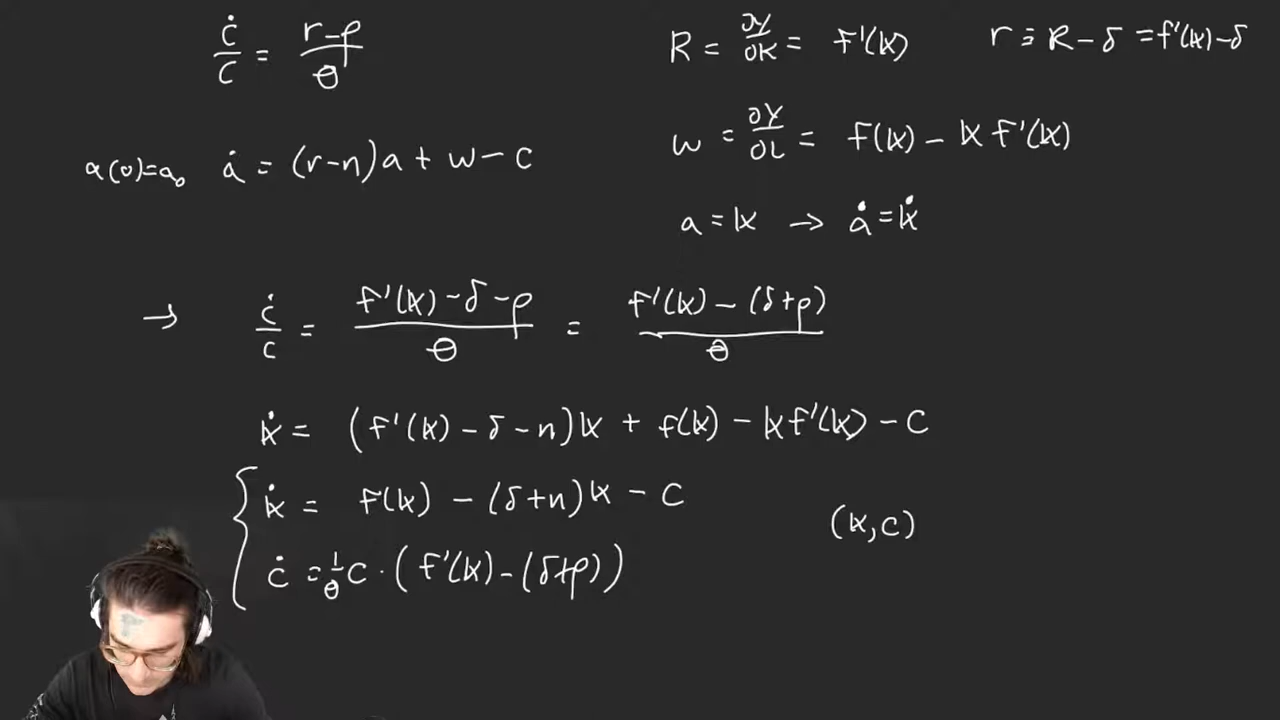 ċ/c = (r-ρ)/θ
R = ∂Y/∂K = f'(k)
r ≡ R-δ = f'(k)-δ
a(0)=a₀ ȧ = (r-n)a + w - c
w = ∂Y/∂L = f(k) - k f'(k)
a = k → ȧ = k̇
→ ċ/c = (f'(k)-δ-ρ)/θ = (f'(k)-(δ+ρ))/θ
k̇ = (f'(k)-δ-n)k + f(k) - kf'(k) - c
{ k̇ = f(k) - (δ+n)k - c
(k,c)
ċ = 1/θ c · (f'(k)-(δ+ρ))